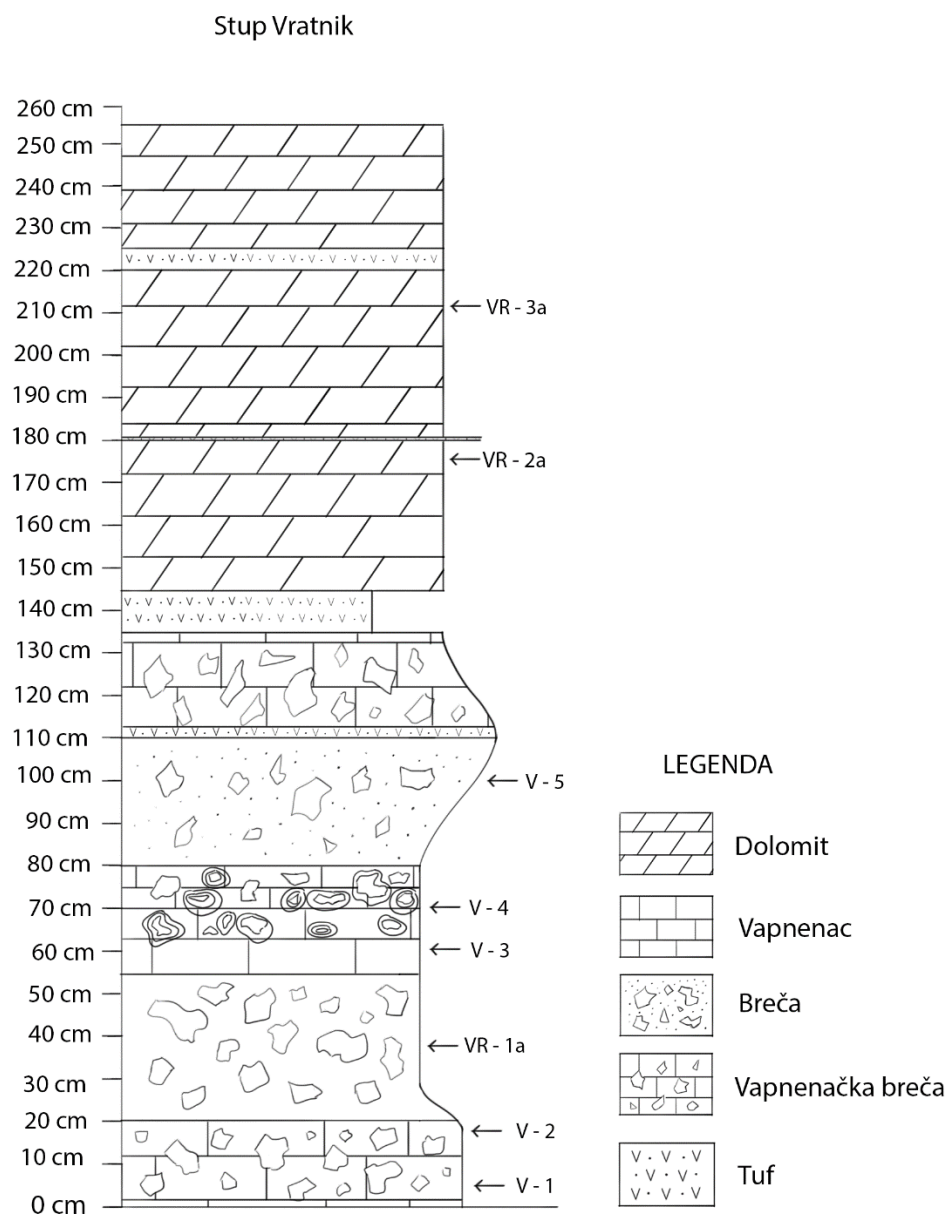 Stup Vratnik
260 cm
250 cm
240 cm
230 cm
220 cm
210 cm
200 cm
190 cm
180 cm
170 cm
160 cm
150 cm
140 cm
130 cm
120 cm
110 cm
100 cm
90 cm
80 cm
70 cm
60 cm
50 cm
40 cm
30 cm
20 cm
10 cm
0 cm
VR - 3a
VR - 2a
V - 5
V - 4
V - 3
VR - 1a
V - 2
V - 1
LEGENDA
Dolomit
Vapnenac
Breča
Vapnenačka breča
Tuf